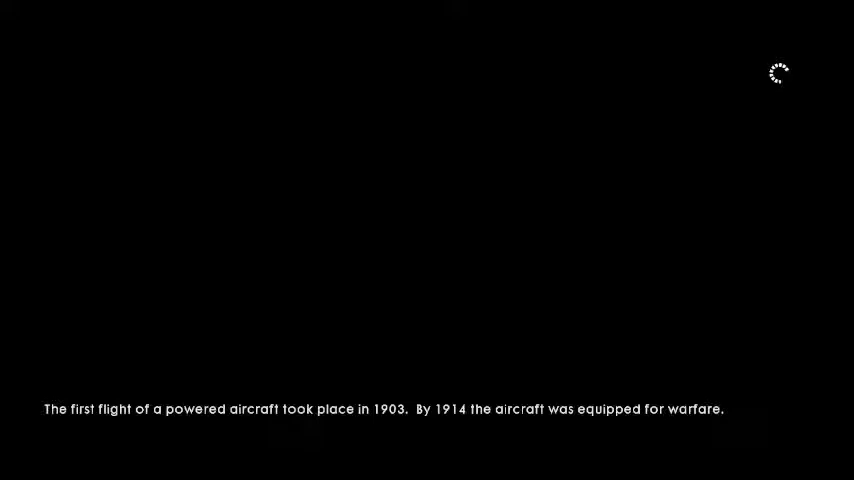 The first flight of a powered aircraft took place in 1903.  By 1914 the aircraft was equipped for warfare.